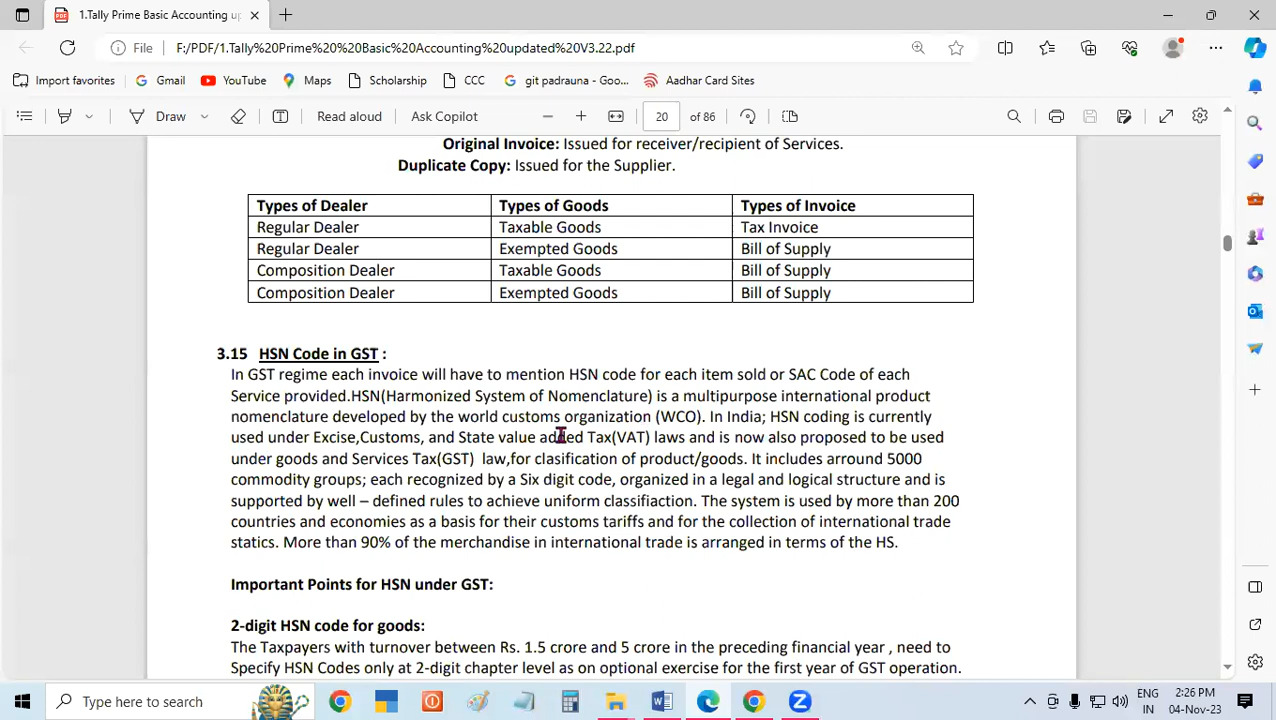 1.Tally Prime Basic Accounting up
File
F:/PDF/1.Tally%20Prime%20%20Basic%20Accounting%20updated%20V3.22.pdf
Import favorites
Gmail
YouTube
Maps
Scholarship
CCC
git padrauna - Goo...
Aadhar Card Sites
Draw
Read aloud
Ask Copilot
20
of 86
Original Invoice: Issued for receiver/recipient of Services.
Duplicate Copy: Issued for the Supplier.
Types of Dealer Types of Goods Types of Invoice
Regular Dealer Taxable Goods Tax Invoice
Regular Dealer Exempted Goods Bill of Supply
Composition Dealer Taxable Goods Bill of Supply
Composition Dealer Exempted Goods Bill of Supply
3.15 HSN Code in GST :
In GST regime each invoice will have to mention HSN code for each item sold or SAC Code of each
Service provided.HSN(Harmonized System of Nomenclature) is a multipurpose international product
nomenclature developed by the world customs organization (WCO). In India; HSN coding is currently
used under Excise,Customs, and State value added Tax(VAT) laws and is now also proposed to be used
under goods and Services Tax(GST) law,for clasification of product/goods. It includes arround 5000
commodity groups; each recognized by a Six digit code, organized in a legal and logical structure and is
supported by well – defined rules to achieve uniform classifiaction. The system is used by more than 200
countries and economies as a basis for their customs tariffs and for the collection of international trade
statics. More than 90% of the merchandise in international trade is arranged in terms of the HS.
Important Points for HSN under GST:
2-digit HSN code for goods:
The Taxpayers with turnover between Rs. 1.5 crore and 5 crore in the preceding financial year , need to
Specify HSN Codes only at 2-digit chapter level as on optional exercise for the first year of GST operation.
Type here to search
ENG
IN
2:26 PM
04-Nov-23